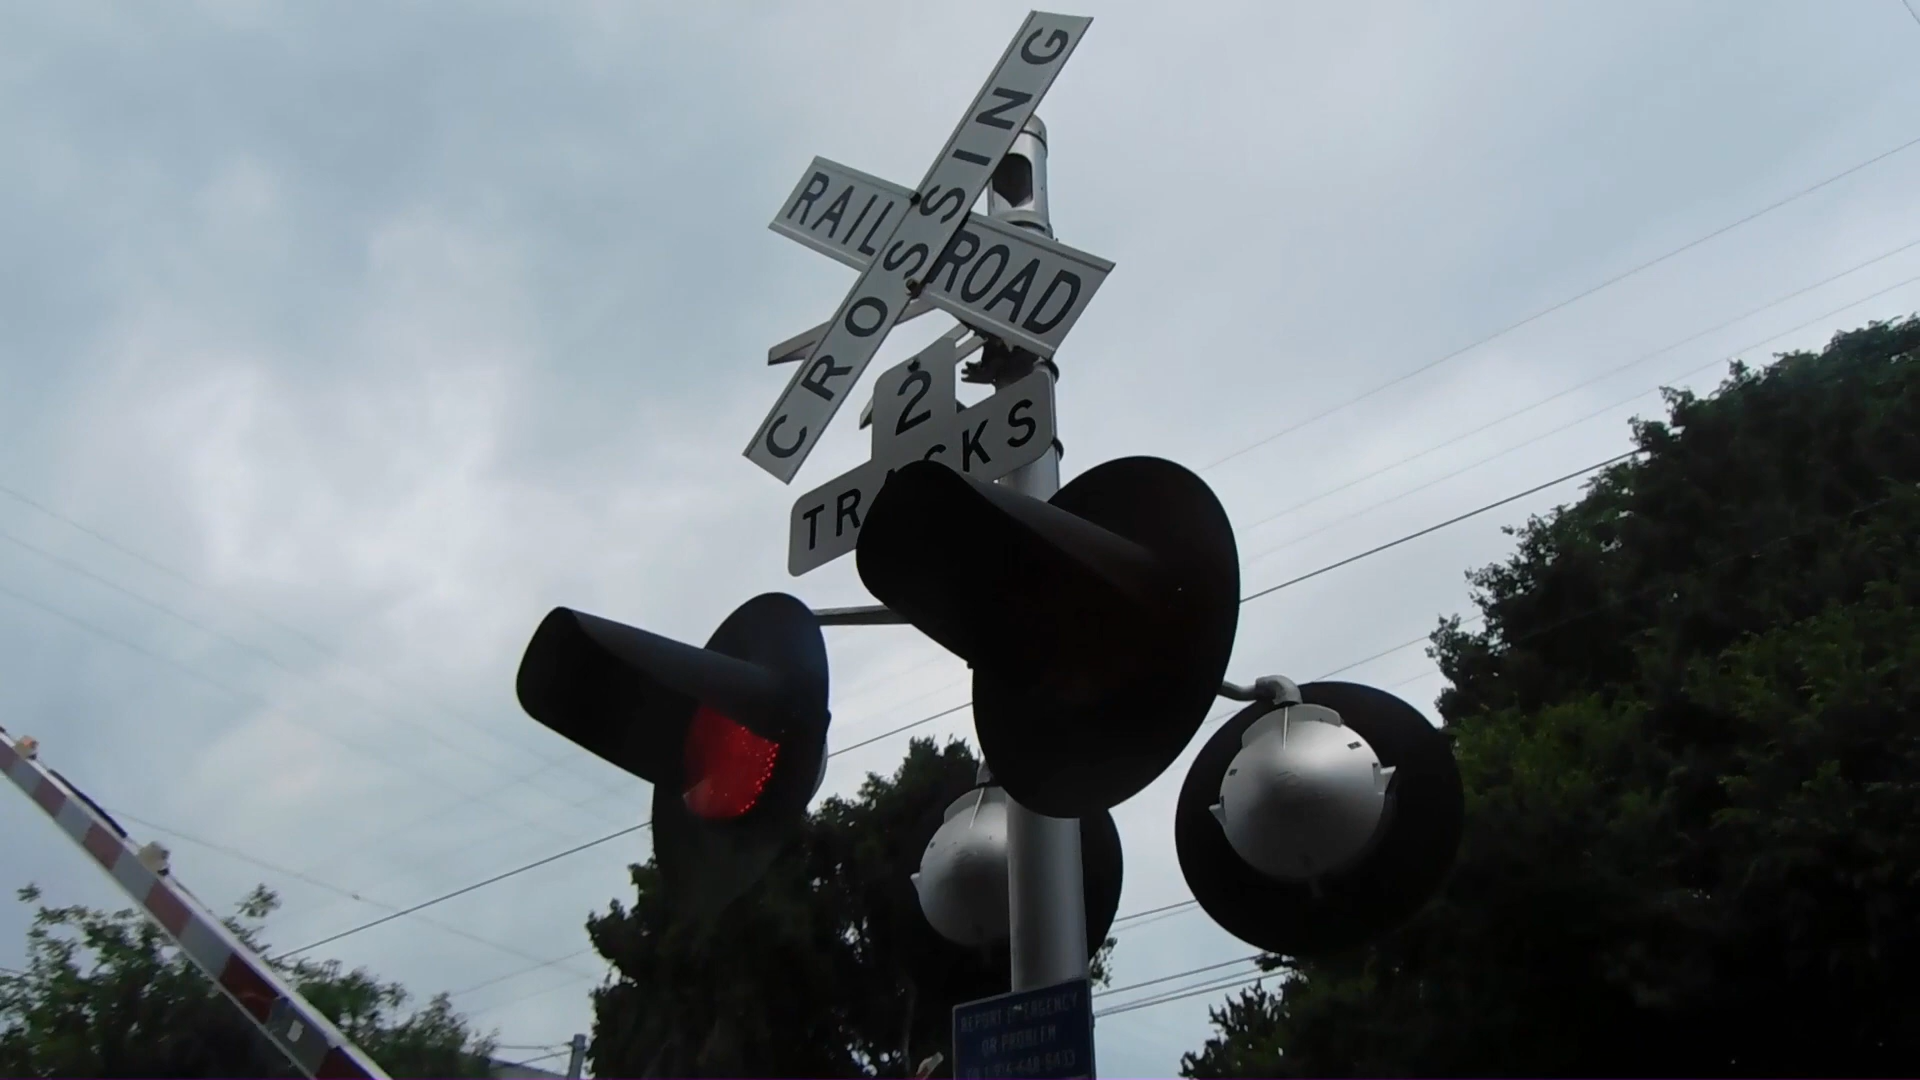 RAILROAD
CROSSING
2
TRACKS
REPORT EMERGENCY
OR PROBLEM